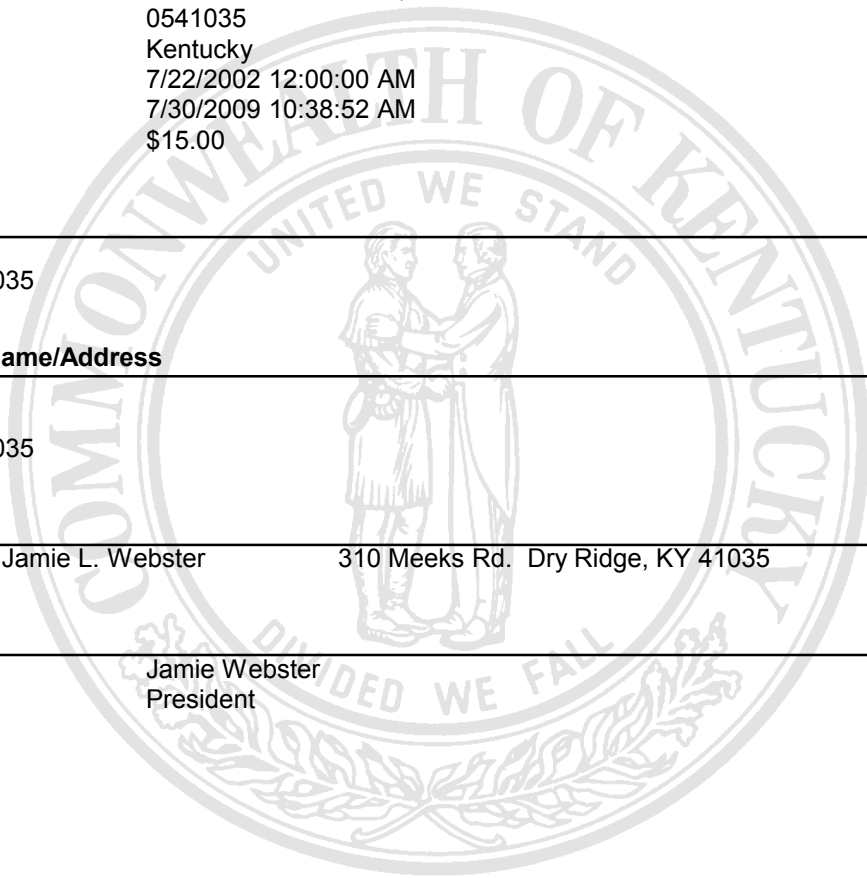 0541035
Kentucky
7/22/2002 12:00:00 AM
7/30/2009 10:38:52 AM
$15.00
035
ame/Address
035
Jamie L. Webster 310 Meeks Rd. Dry Ridge, KY 41035
Jamie Webster
President
COMMONWEALTH OF KENTUCKY
UNITED WE STAND
DIVIDED WE FALL